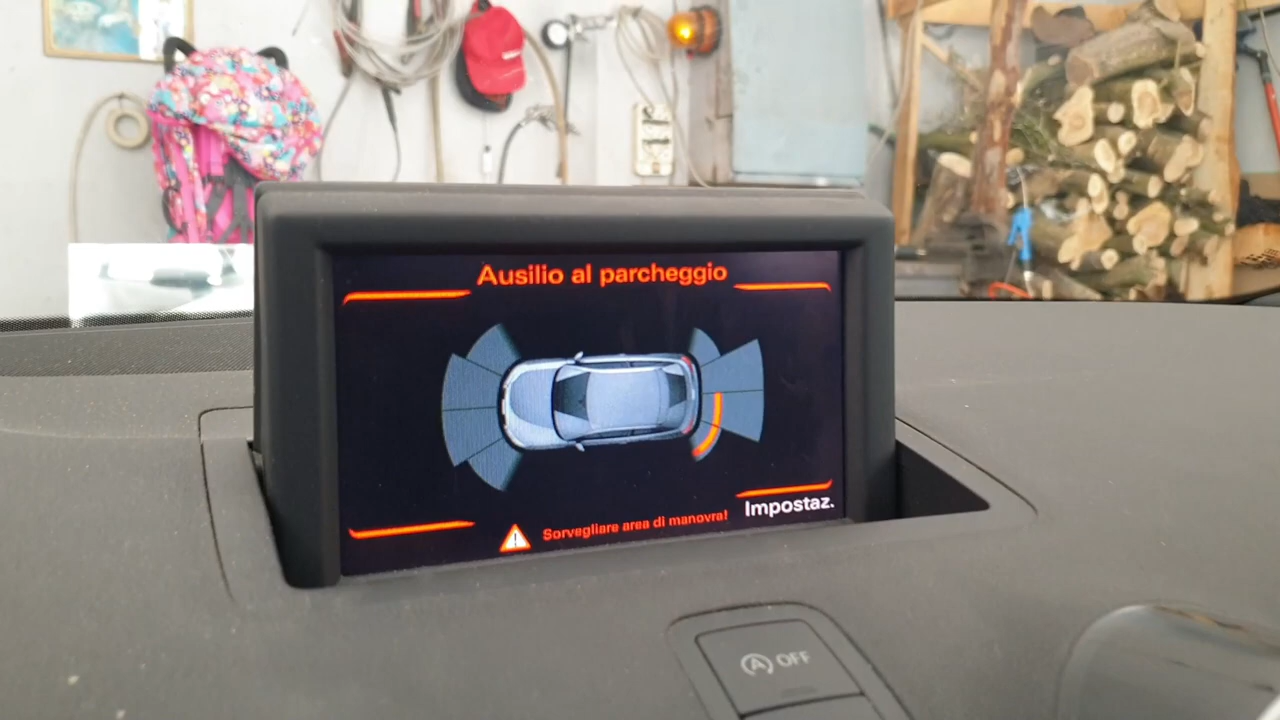 Ausilio al parcheggio
Impostaz.
Sorvegliare area di manovra!
A OFF